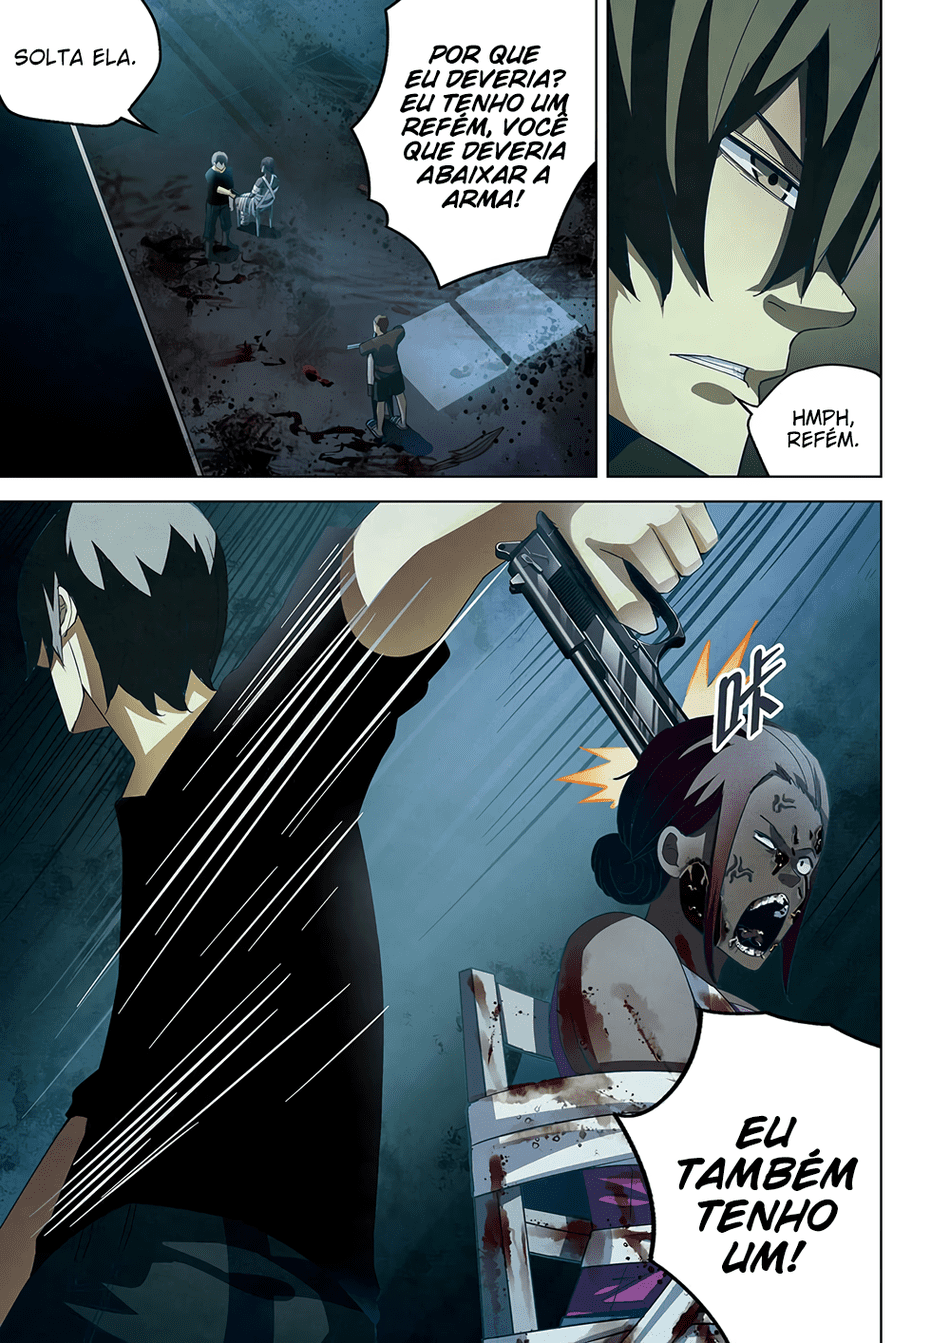 SOLTA ELA.
POR QUE
EU DEVERIA?
EU TENHO UM
REFÉM, VOCÊ
QUE DEVERIA
ABAIXAR A
ARMA!
HMPH,
REFÉM.
咔
EU
TAMBÉM
TENHO
UM!